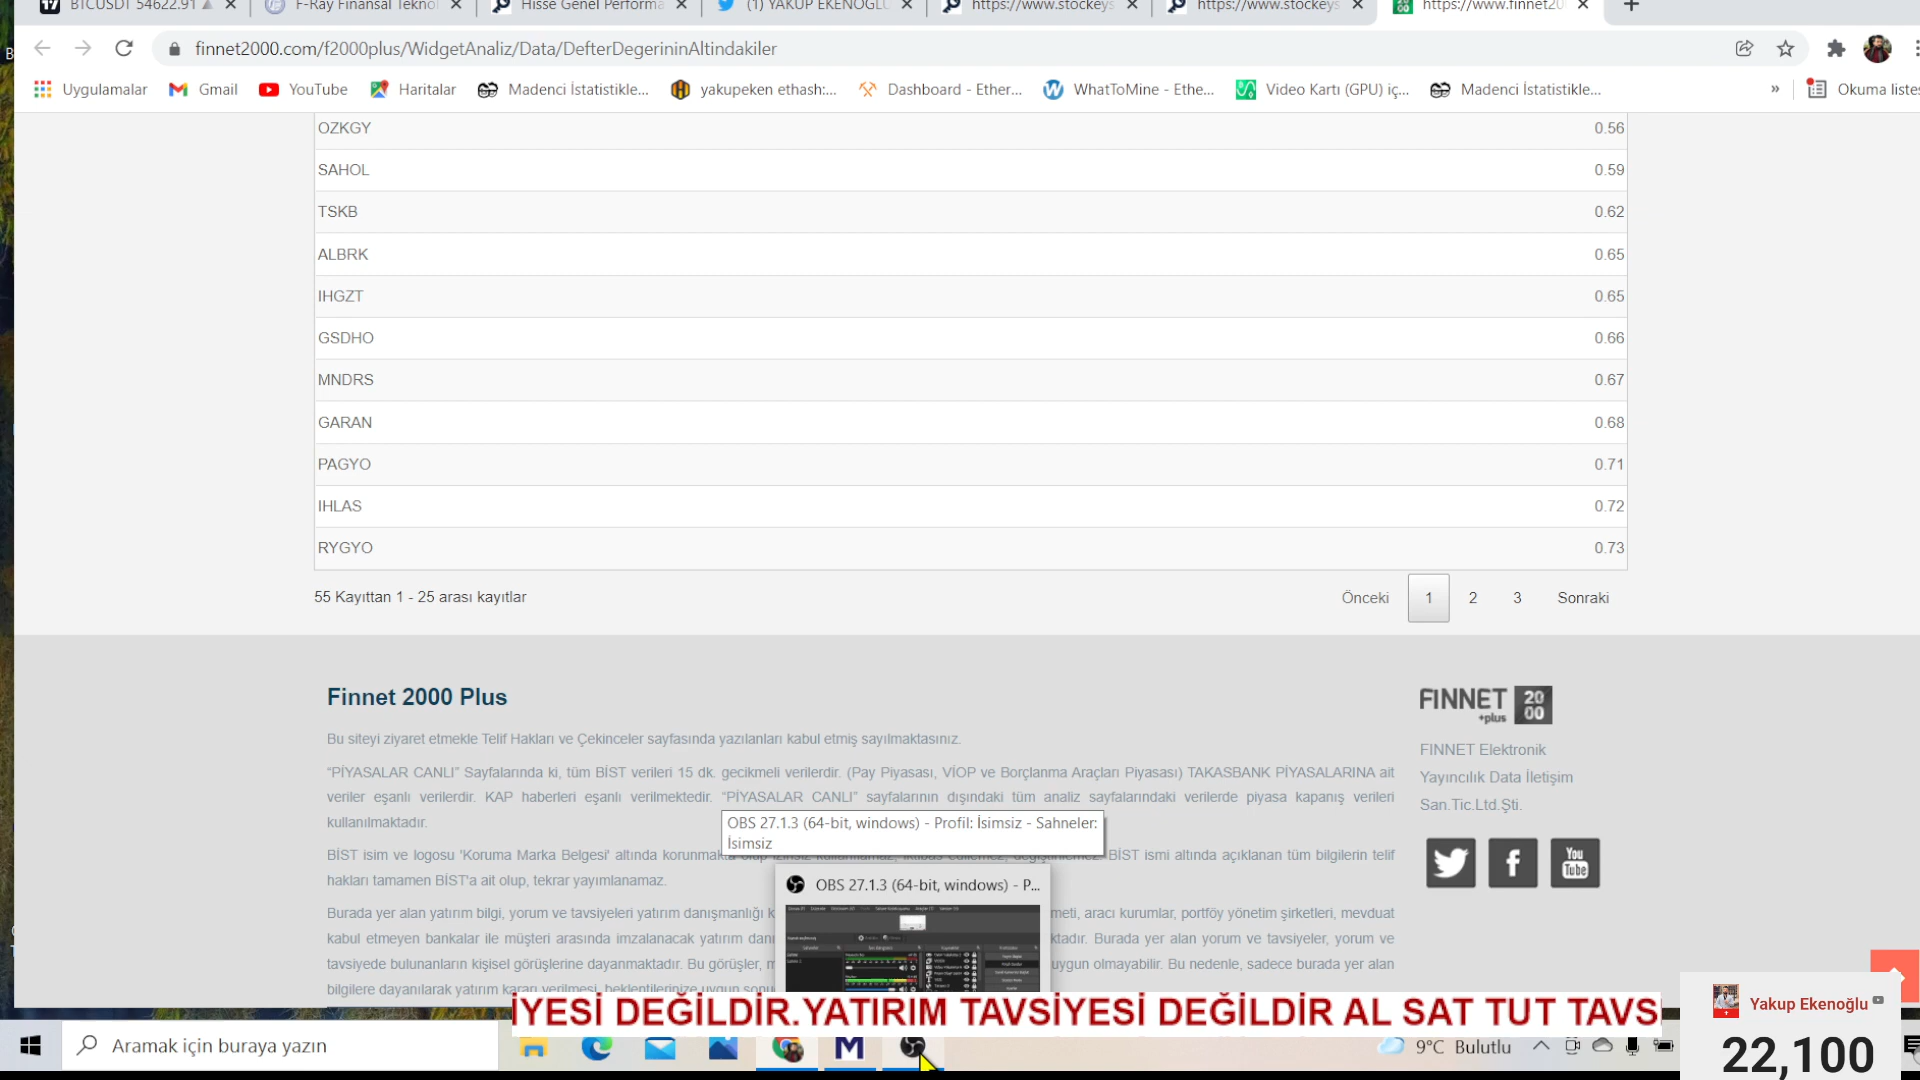 BTCUSDT 54622.91
F-Ray Finansal Teknol
Hisse Genel Performa
(1) YAKUP EKENOĞLU
https://www.stockeys
https://www.stockeys
https://www.finnet20
finnet2000.com/f2000plus/WidgetAnaliz/Data/DefterDegerininAltindakiler
Uygulamalar
Gmail
YouTube
Haritalar
Madenci İstatistikle...
yakupeken ethash:...
Dashboard - Ether...
WhatToMine - Ethe...
Video Kartı (GPU) iç...
Madenci İstatistikle...
»
Okuma listes
OZKGY 0.56
SAHOL 0.59
TSKB 0.62
ALBRK 0.65
IHGZT 0.65
GSDHO 0.66
MNDRS 0.67
GARAN 0.68
PAGYO 0.71
IHLAS 0.72
RYGYO 0.73
55 Kayıttan 1 - 25 arası kayıtlar
Önceki 1 2 3 Sonraki
Finnet 2000 Plus
Bu siteyi ziyaret etmekle Telif Hakları ve Çekinceler sayfasında yazılanları kabul etmiş sayılmaktasınız.
“PİYASALAR CANLI” Sayfalarında ki, tüm BİST verileri 15 dk. gecikmeli verilerdir. (Pay Piyasası, VİOP ve Borçlanma Araçları Piyasası) TAKASBANK PİYASALARINA ait
veriler eşanlı verilerdir. KAP haberleri eşanlı verilmektedir. “PİYASALAR CANLI” sayfalarının dışındaki tüm analiz sayfalarındaki verilerde piyasa kapanış verileri
kullanılmaktadır.
BİST isim ve logosu 'Koruma Marka Belgesi' altında BİST ismi altında açıklanan tüm bilgilerin telif
hakları tamamen BİST'a ait olup, tekrar yayımlanamaz.
Burada yer alan yatırım bilgi, yorum ve tavsiyeleri yatırım danışmanlığı aracı kurumlar, portföy yönetim şirketleri, mevduat
kabul etmeyen bankalar ile müşteri arasında imzalanacak yatırım Burada yer alan yorum ve tavsiyeler, yorum ve
tavsiyede bulunanların kişisel görüşlerine dayanmaktadır. Bu görüşler, uygun olmayabilir. Bu nedenle, sadece burada yer alan
bilgilere dayanılarak yatırım kararı verilmesi, beklentilerinize uygun
FINNET +plus 2000
FINNET Elektronik
Yayıncılık Data İletişim
San.Tic.Ltd.Şti.
You Tube
OBS 27.1.3 (64-bit, windows) - Profil: İsimsiz - Sahneler:
İsimsiz
OBS 27.1.3 (64-bit, windows) - P...
İYESİ DEĞİLDİR.YATIRIM TAVSİYESİ DEĞİLDİR AL SAT TUT TAVS
Yakup Ekenoğlu
22,100
Aramak için buraya yazın
9°C Bulutlu